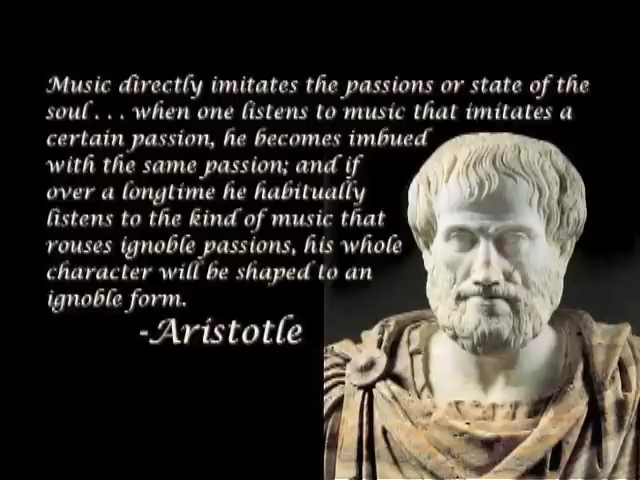 Music directly imitates the passions or state of the
soul . . . when one listens to music that imitates a
certain passion, he becomes imbued
with the same passion; and if
over a longtime he habitually
listens to the kind of music that
rouses ignoble passions, his whole
character will be shaped to an
ignoble form.
-Aristotle